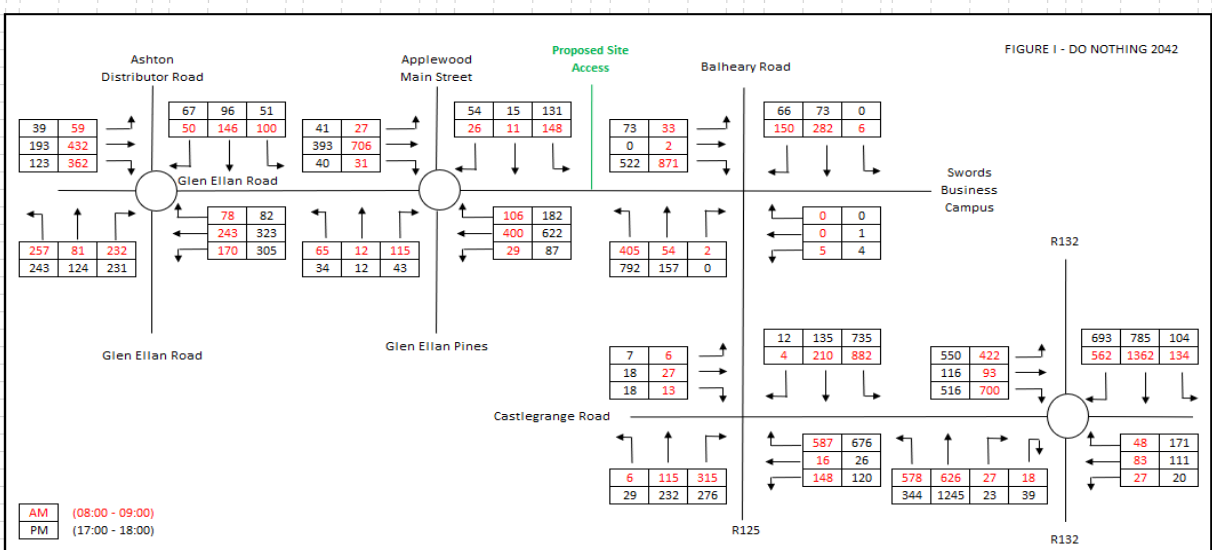 FIGURE I - DO NOTHING 2042
Ashton
Distributor Road
Applewood
Main Street
Proposed Site
Access
Balheary Road
67 96 51
50 146 100
39 59
193 432
123 362
54 15 131
26 11 148
41 27
393 706
40 31
73 33
0 2
522 871
66 73 0
150 282 6
Glen Ellan Road
Swords
Business
Campus
78 82
243 323
170 305
257 81 232
243 124 231
106 182
400 622
29 87
65 12 115
34 12 43
405 54 2
792 157 0
0 0
0 1
5 4
R132
Glen Ellan Road
Glen Ellan Pines
7 6
18 27
18 13
12 135 735
4 210 882
550 422
116 93
516 700
693 785 104
562 1362 134
Castlegrange Road
587 676
16 26
148 120
6 115 315
29 232 276
578 626 27 18
344 1245 23 39
48 171
83 111
27 20
AM (08:00 - 09:00)
PM (17:00 - 18:00)
R125
R132